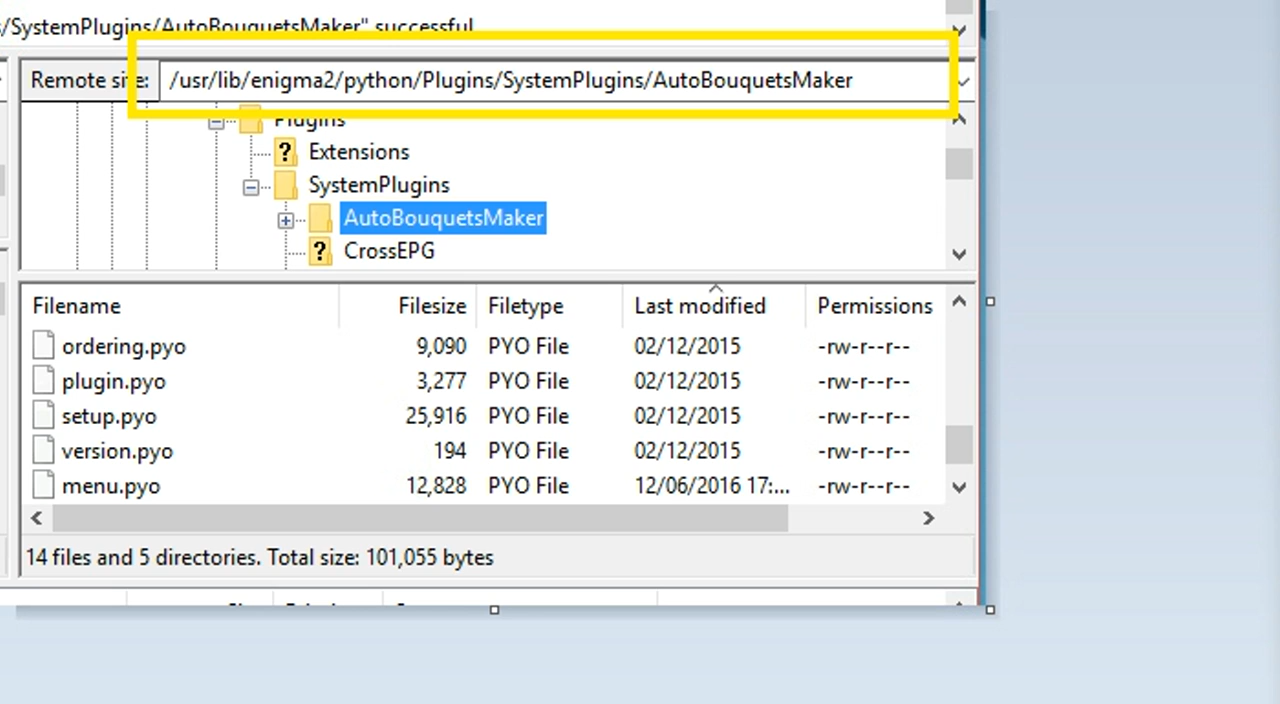 s/SystemPlugins/AutoBouquetsMaker" successful
Remote site: /usr/lib/enigma2/python/Plugins/SystemPlugins/AutoBouquetsMaker
Plugins
? Extensions
SystemPlugins
AutoBouquetsMaker
? CrossEPG
Filename Filesize Filetype Last modified Permissions
ordering.pyo 9,090 PYO File 02/12/2015 -rw-r--r--
plugin.pyo 3,277 PYO File 02/12/2015 -rw-r--r--
setup.pyo 25,916 PYO File 02/12/2015 -rw-r--r--
version.pyo 194 PYO File 02/12/2015 -rw-r--r--
menu.pyo 12,828 PYO File 12/06/2016 17:... -rw-r--r--
14 files and 5 directories. Total size: 101,055 bytes